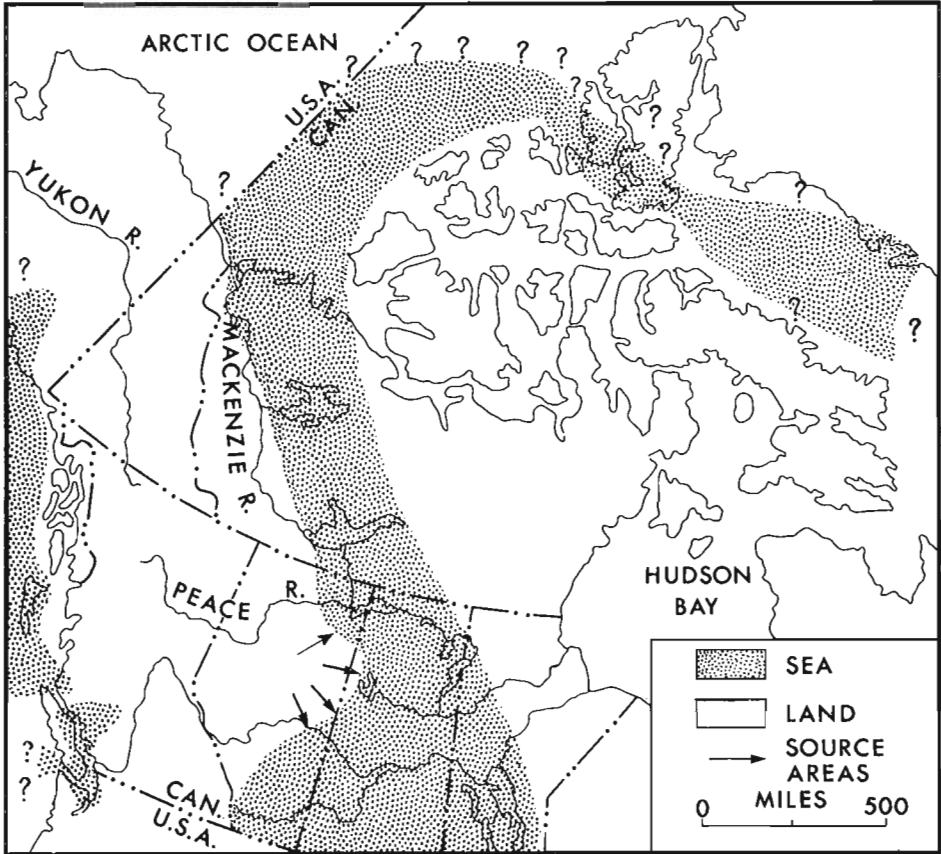 ARCTIC OCEAN
? ? ? ? ? ?
U.S.A.
CAN.
?
?
YUKON R.
?
?
?
?
?
MACKENZIE R.
PEACE R.
HUDSON
BAY
?
?
CAN.
U.S.A.
SEA
LAND
SOURCE
AREAS
MILES
0 500